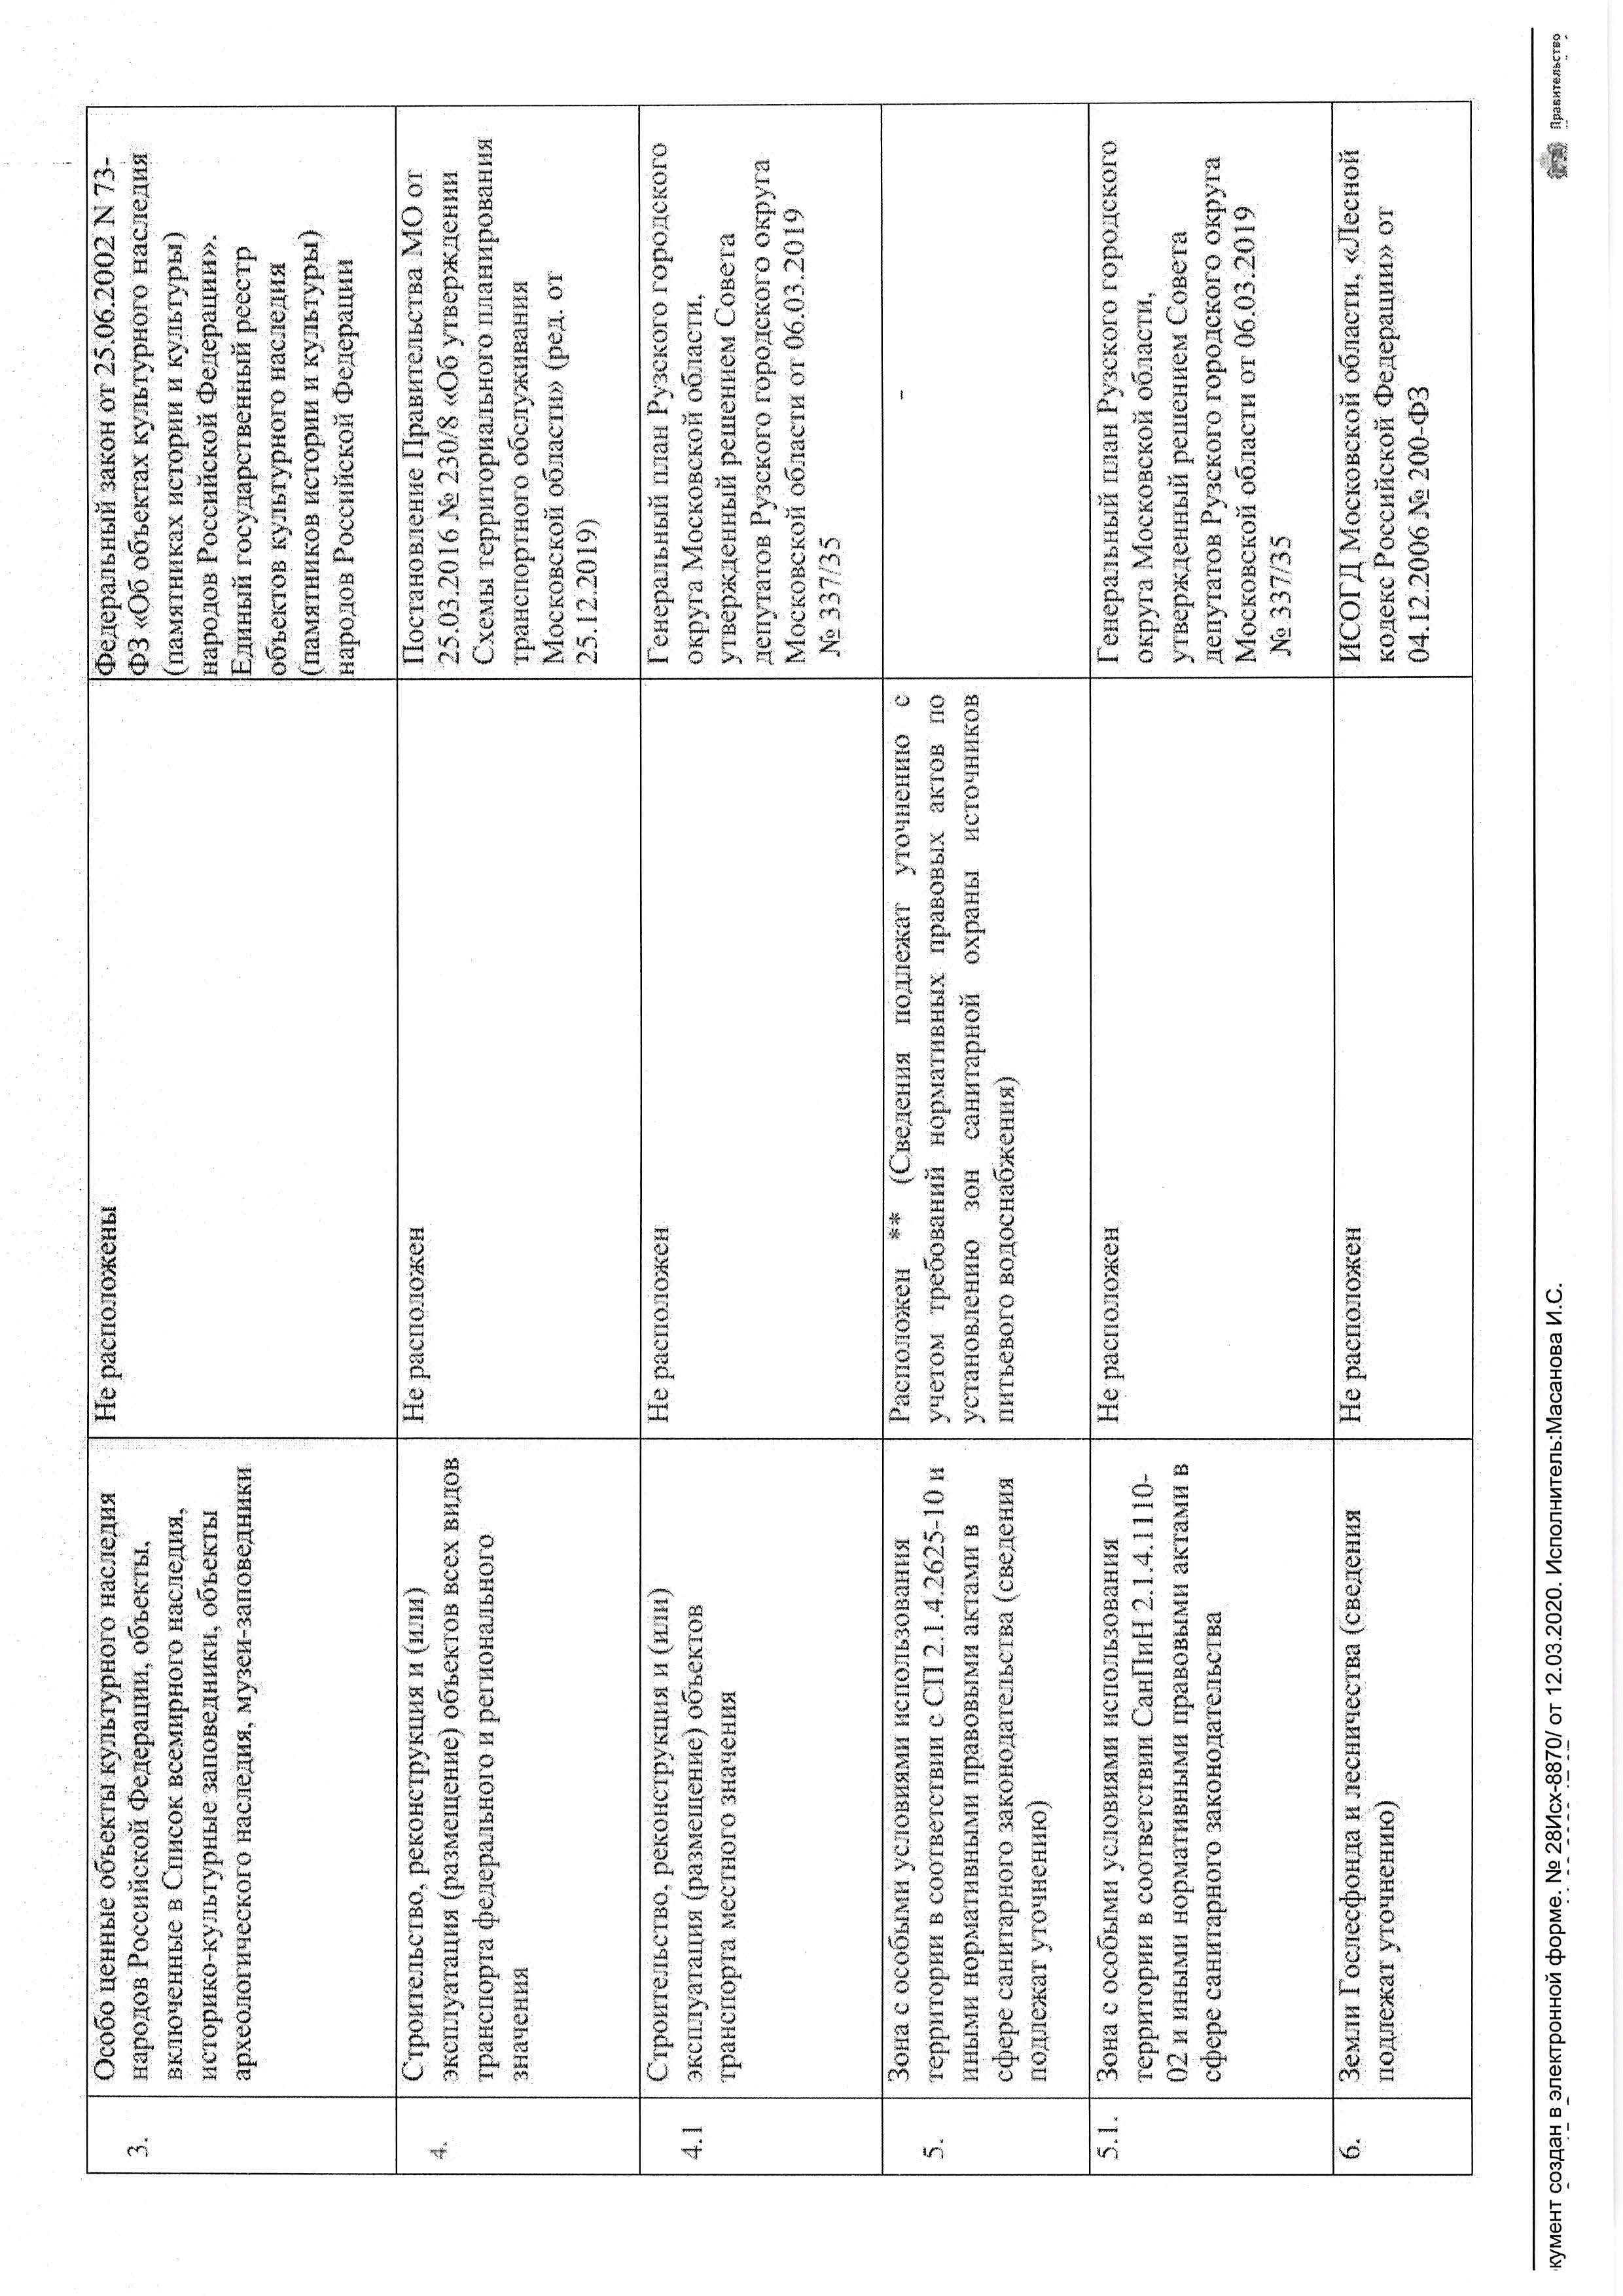 3.
Особо ценные объекты культурного наследия
народов Российской Федерации, объекты,
включенные в Список всемирного наследия,
историко-культурные заповедники, объекты
археологического наследия, музеи-заповедники
Не расположены
Федеральный закон от 25.06.2002 N 73-
ФЗ «Об объектах культурного наследия
(памятниках истории и культуры)
народов Российской Федерации».
Единый государственный реестр
объектов культурного наследия
(памятников истории и культуры)
народов Российской Федерации
4.
Строительство, реконструкция и (или)
эксплуатация (размещение) объектов всех видов
транспорта федерального и регионального
значения
Не расположен
Постановление Правительства МО от
25.03.2016 № 230/8 «Об утверждении
Схемы территориального планирования
транспортного обслуживания
Московской области» (ред. от
25.12.2019)
4.1
Строительство, реконструкция и (или)
эксплуатация (размещение) объектов
транспорта местного значения
Не расположен
Генеральный план Рузского городского
округа Московской области,
утвержденный решением Совета
депутатов Рузского городского округа
Московской области от 06.03.2019
№ 337/35
5.
Зона с особыми условиями использования
территории в соответствии с СП 2.1.4.2625-10 и
иными нормативными правовыми актами в
сфере санитарного законодательства (сведения
подлежат уточнению)
Расположен ** (Сведения подлежат уточнению с
учетом требований нормативных правовых актов по
установлению зон санитарной охраны источников
питьевого водоснабжения)
-
5.1.
Зона с особыми условиями использования
территории в соответствии СанПиН 2.1.4.1110-
02 и иными нормативными правовыми актами в
сфере санитарного законодательства
Не расположен
Генеральный план Рузского городского
округа Московской области,
утвержденный решением Совета
депутатов Рузского городского округа
Московской области от 06.03.2019
№ 337/35
6.
Земли Гослесфонда и лесничества (сведения
подлежат уточнению)
Не расположен
ИСОГД Московской области, «Лесной
кодекс Российской Федерации» от
04.12.2006 № 200-ФЗ
кумент создан в электронной форме. № 28Исх-8870/ от 12.03.2020. Исполнитель:Масанова И.С.
Правительство